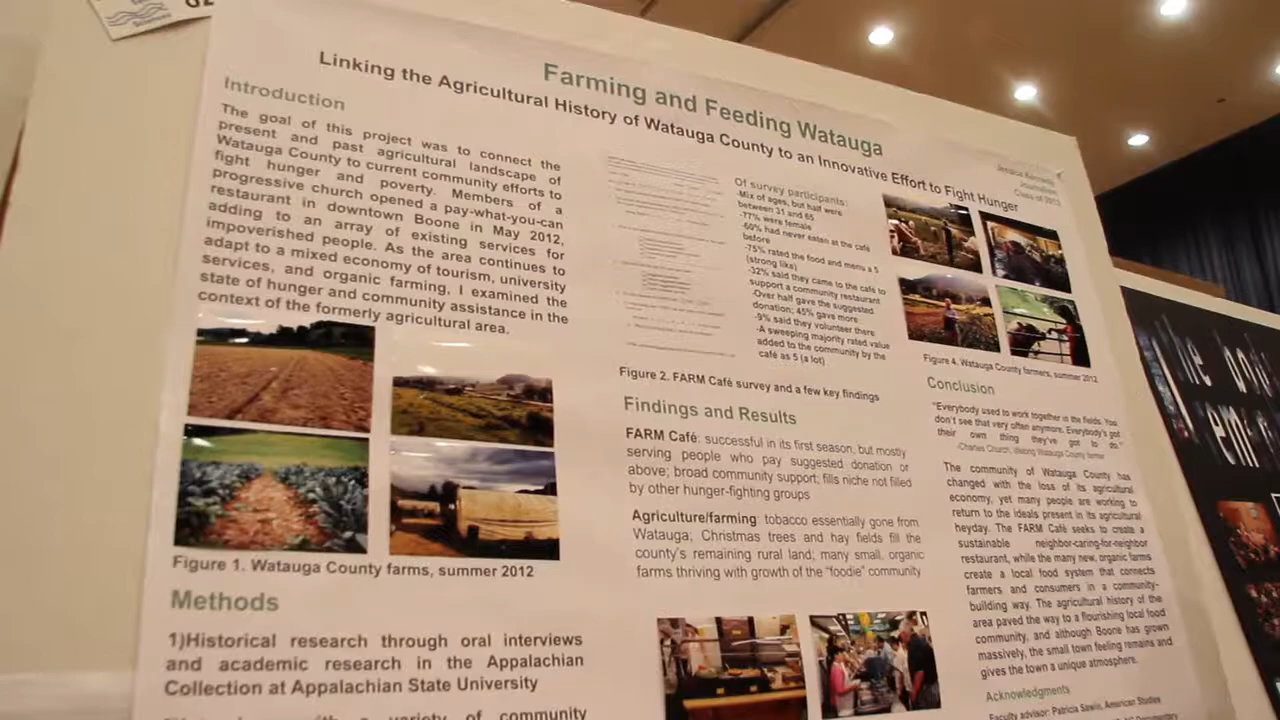 Farming and Feeding Watauga
Linking the Agricultural History of Watauga County to an Innovative Effort to Fight Hunger
Class of 2012
Introduction
The goal of this project was to connect the
present and past agricultural landscape of
Watauga County to current community efforts to
fight hunger and poverty. Members of a
progressive church opened a pay-what-you-can
restaurant in downtown Boone in May 2012,
adding to an array of existing services for
impoverished people. As the area continues to
adapt to a mixed economy of tourism, university
services, and organic farming, I examined the
state of hunger and community assistance in the
context of the formerly agricultural area.
Figure 1. Watauga County farms, summer 2012
Methods
1)Historical research through oral interviews
and academic research in the Appalachian
Collection at Appalachian State University
variety of community
Of survey participants:
-Mix of ages, but half were
between 31 and 65
-77% were female
-60% had never eaten at the café
before
-75% rated the food and menu a 5
(strong like)
-32% said they came to the café to
support a community restaurant
-Over half gave the suggested
donation; 45% gave more
-9% said they volunteer there
-A sweeping majority rated value
added to the community by the
café as 5 (a lot)
Figure 2. FARM Café survey and a few key findings
Findings and Results
FARM Café: successful in its first season, but mostly
serving people who pay suggested donation or
above; broad community support; fills niche not filled
by other hunger-fighting groups
Agriculture/farming: tobacco essentially gone from
Watauga; Christmas trees and hay fields fill the
county's remaining rural land; many small, organic
farms thriving with growth of the "foodie" community
Figure 4. Watauga County farmers, summer 2012
Conclusion
"Everybody used to work together in the fields. You
don't see that very often anymore. Everybody's got
their own thing they've got to do."
-Charles Church, lifelong Watauga County farmer
The community of Watauga County has
changed with the loss of its agricultural
economy, yet many people are working to
return to the ideals present in its agricultural
heyday. The FARM Café seeks to create a
sustainable neighbor-caring-for-neighbor
restaurant, while the many new, organic farms
create a local food system that connects
farmers and consumers in a community-
building way. The agricultural history of the
area paved the way to a flourishing local food
community, and although Boone has grown
massively, the small town feeling remains and
gives the town a unique atmosphere.
Acknowledgments
Faculty advisor: Patricia Sawin, American Studies